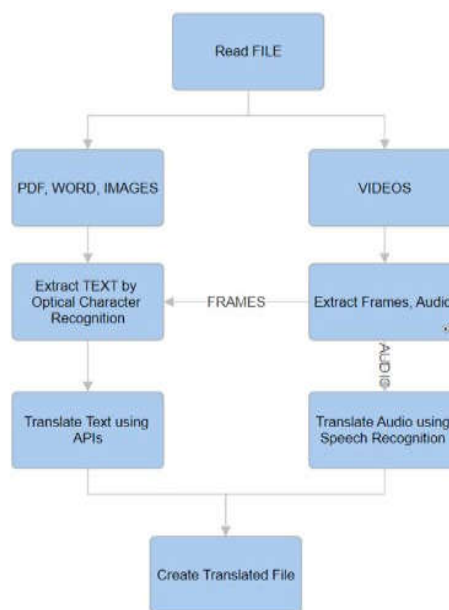 Read FILE
PDF, WORD, IMAGES
VIDEOS
Extract TEXT by
Optical Character
Recognition
FRAMES
Extract Frames, Audio
AUDIO
Translate Text using
APIs
Translate Audio using
Speech Recognition
Create Translated File